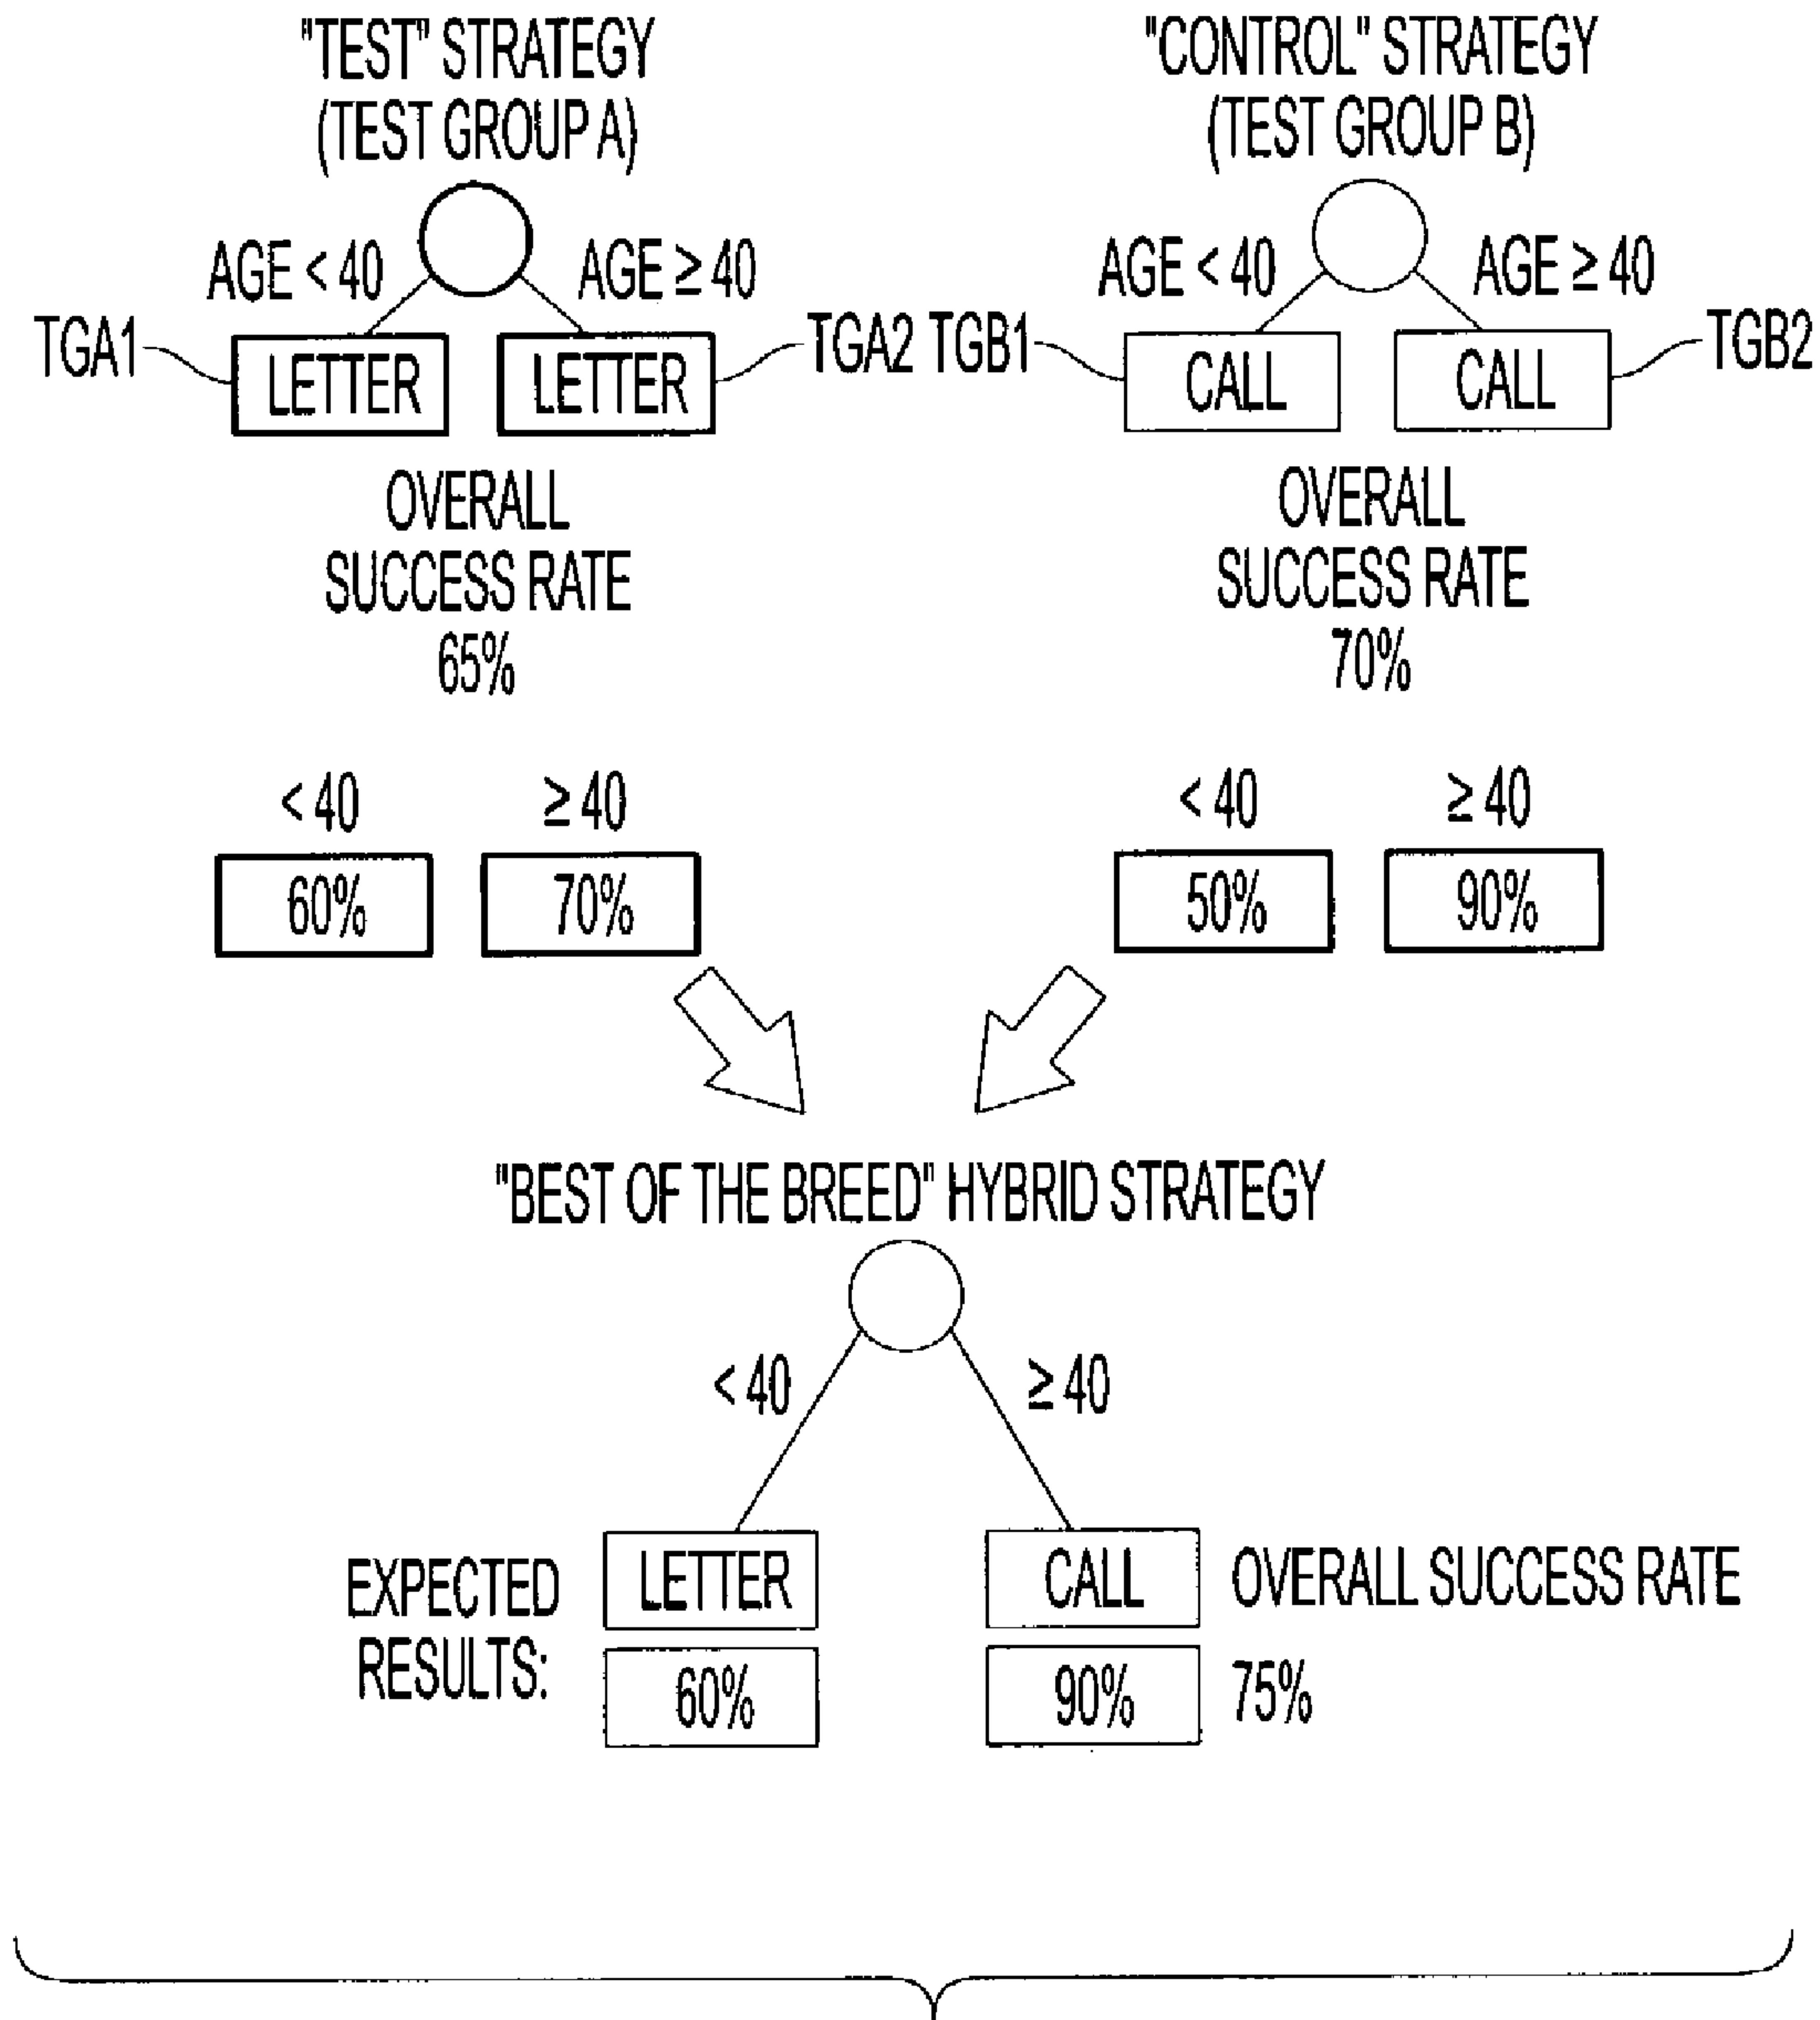 "TEST" STRATEGY
(TEST GROUP A)
AGE < 40
AGE ≥ 40
TGA1
LETTER
LETTER
TGA2
OVERALL
SUCCESS RATE
65%
"CONTROL" STRATEGY
(TEST GROUP B)
AGE < 40
AGE ≥ 40
TGB1
CALL
CALL
TGB2
OVERALL
SUCCESS RATE
70%
< 40
≥ 40
60%
70%
< 40
≥ 40
50%
90%
"BEST OF THE BREED" HYBRID STRATEGY
< 40
≥ 40
EXPECTED
RESULTS:
LETTER
CALL
OVERALL SUCCESS RATE
60%
90%
75%